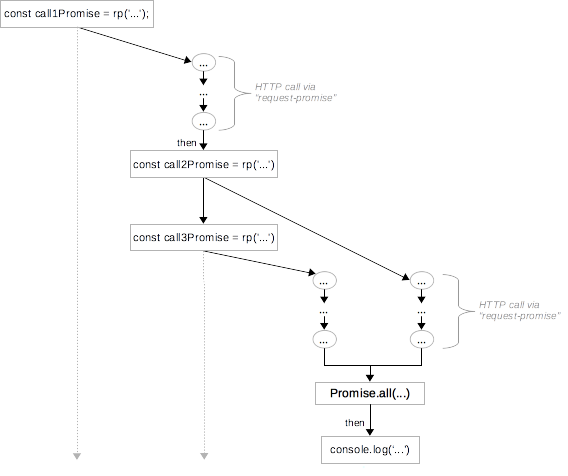 const call1Promise = rp('...');
...
...
...
HTTP call via
"request-promise"
then
const call2Promise = rp('...')
const call3Promise = rp('...')
...
...
...
...
...
...
HTTP call via
"request-promise"
Promise.all(...)
then
console.log('...')